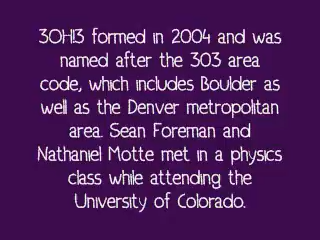 3OH!3 formed in 2004 and was
named after the 303 area
code, which includes Boulder as
well as the Denver metropolitan
area. Sean Foreman and
Nathaniel Motte met in a physics
class while attending the
University of Colorado.